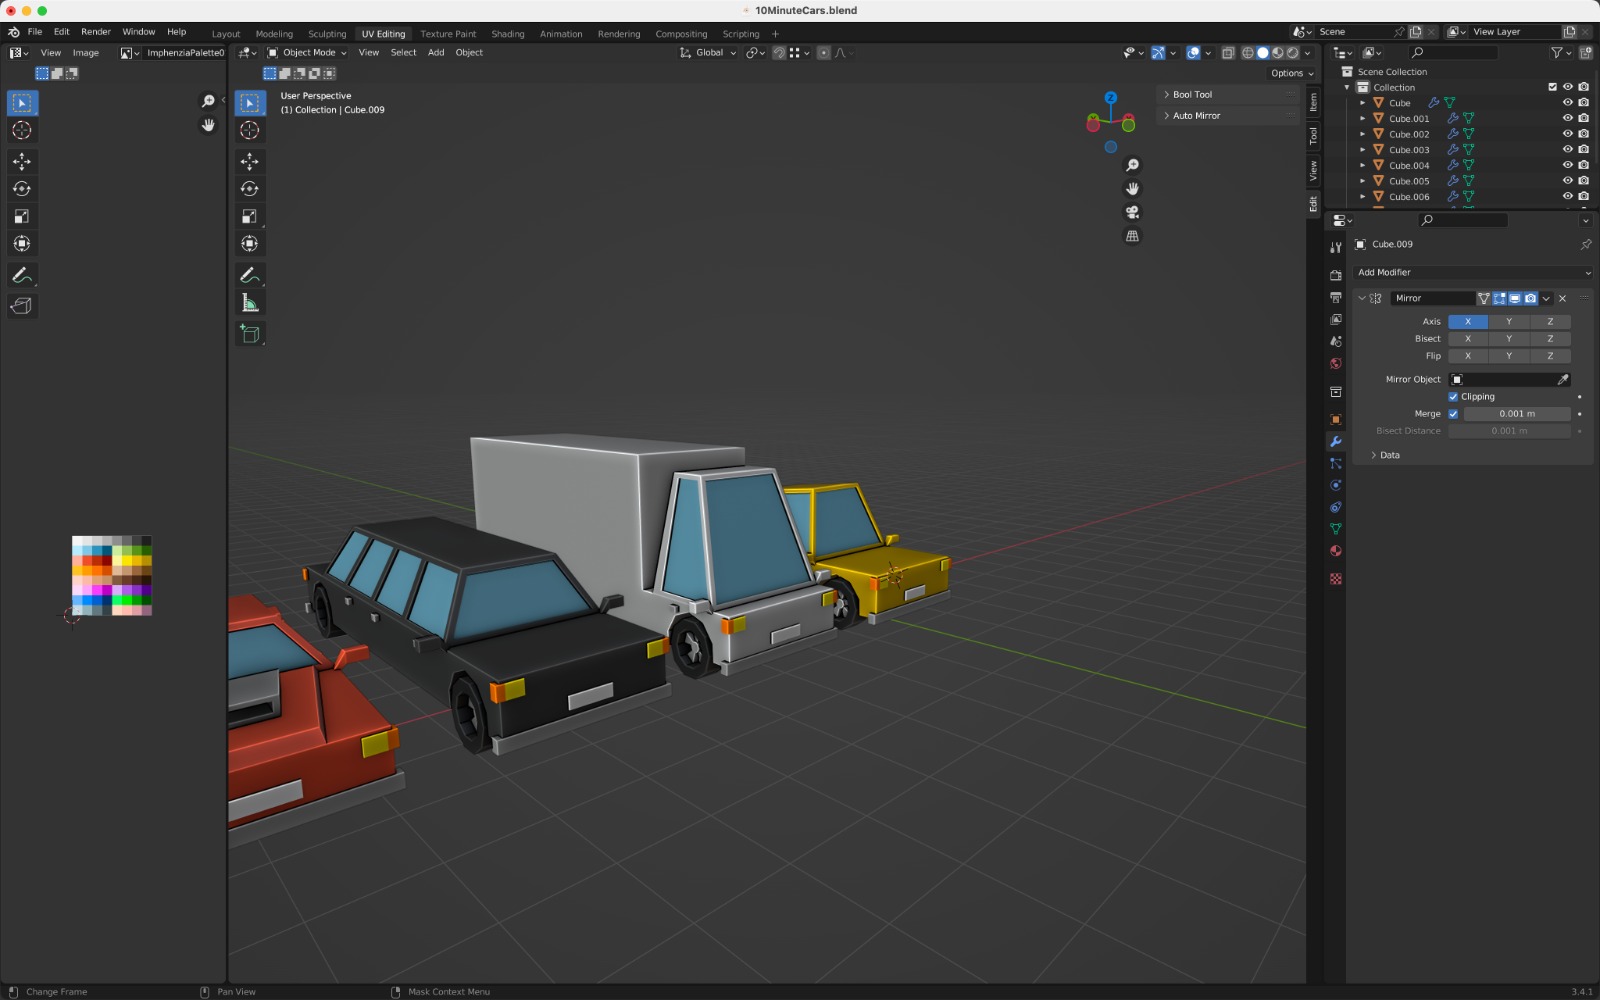 10MinuteCars.blend
File Edit Render Window Help Layout Modeling Sculpting UV Editing Texture Paint Shading Animation Rendering Compositing Scripting + Scene View Layer
View Image ImphenziaPalette0 Object Mode View Select Add Object Global
Options
User Perspective
(1) Collection | Cube.009
Bool Tool
Auto Mirror
Item
Tool
View
Edit
Z
Scene Collection
Collection
Cube
Cube.001
Cube.002
Cube.003
Cube.004
Cube.005
Cube.006
Cube.009
Add Modifier
Mirror
Axis X Y Z
Bisect X Y Z
Flip X Y Z
Mirror Object
Clipping
Merge 0.001 m
Bisect Distance 0.001 m
Data
Change Frame Pan View Mask Context Menu 3.4.1